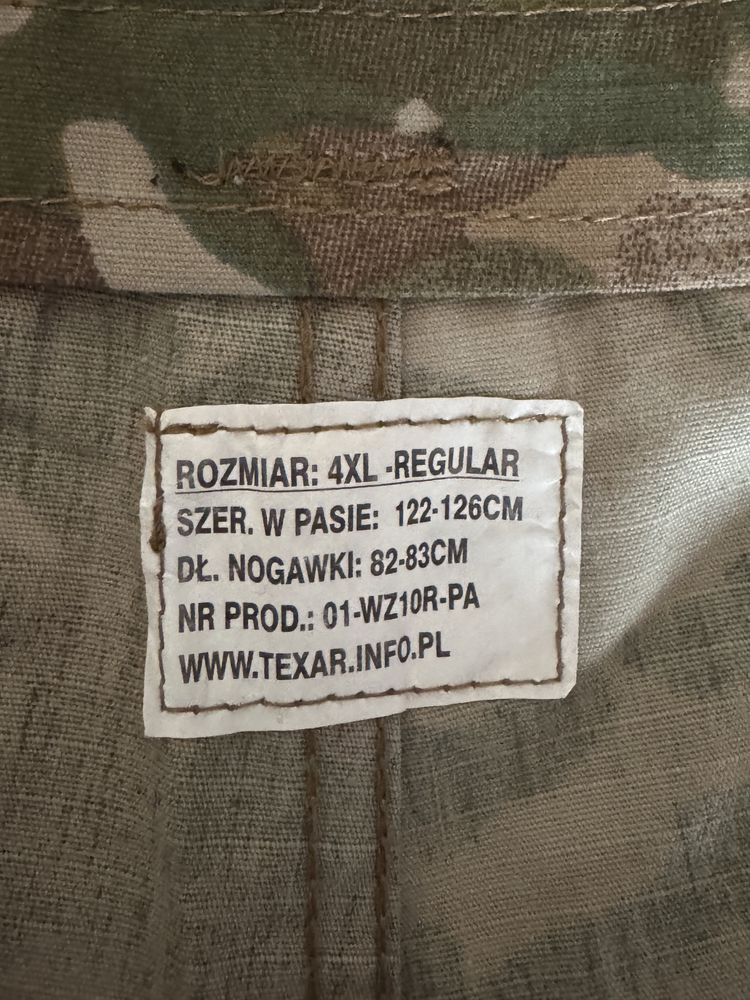 ROZMIAR: 4XL -REGULAR
SZER. W PASIE: 122-126CM
DŁ. NOGAWKI: 82-83CM
NR PROD.: 01-WZ10R-PA
WWW.TEXAR.INFO.PL